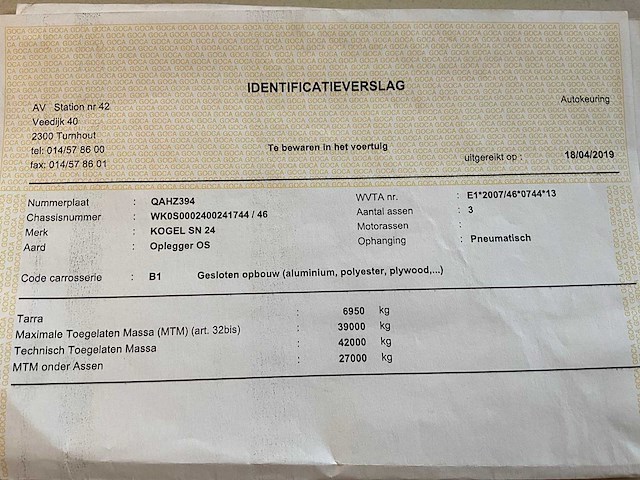 IDENTIFICATIEVERSLAG
AV Station nr 42
Veedijk 40
2300 Turnhout
tel: 014/57 86 00
fax: 014/57 86 01
Autokeuring
Te bewaren in het voertuig
uitgereikt op : 18/04/2019
Nummerplaat : QAHZ394
Chassisnummer : WK0S0002400241744 / 46
Merk : KOGEL SN 24
Aard : Oplegger OS
WVTA nr. : E1*2007/46*0744*13
Aantal assen : 3
Motorassen :
Ophanging : Pneumatisch
Code carrosserie : B1 Gesloten opbouw (aluminium, polyester, plywood,...)
Tarra : 6950 kg
Maximale Toegelaten Massa (MTM) (art. 32bis) : 39000 kg
Technisch Toegelaten Massa : 42000 kg
MTM onder Assen : 27000 kg